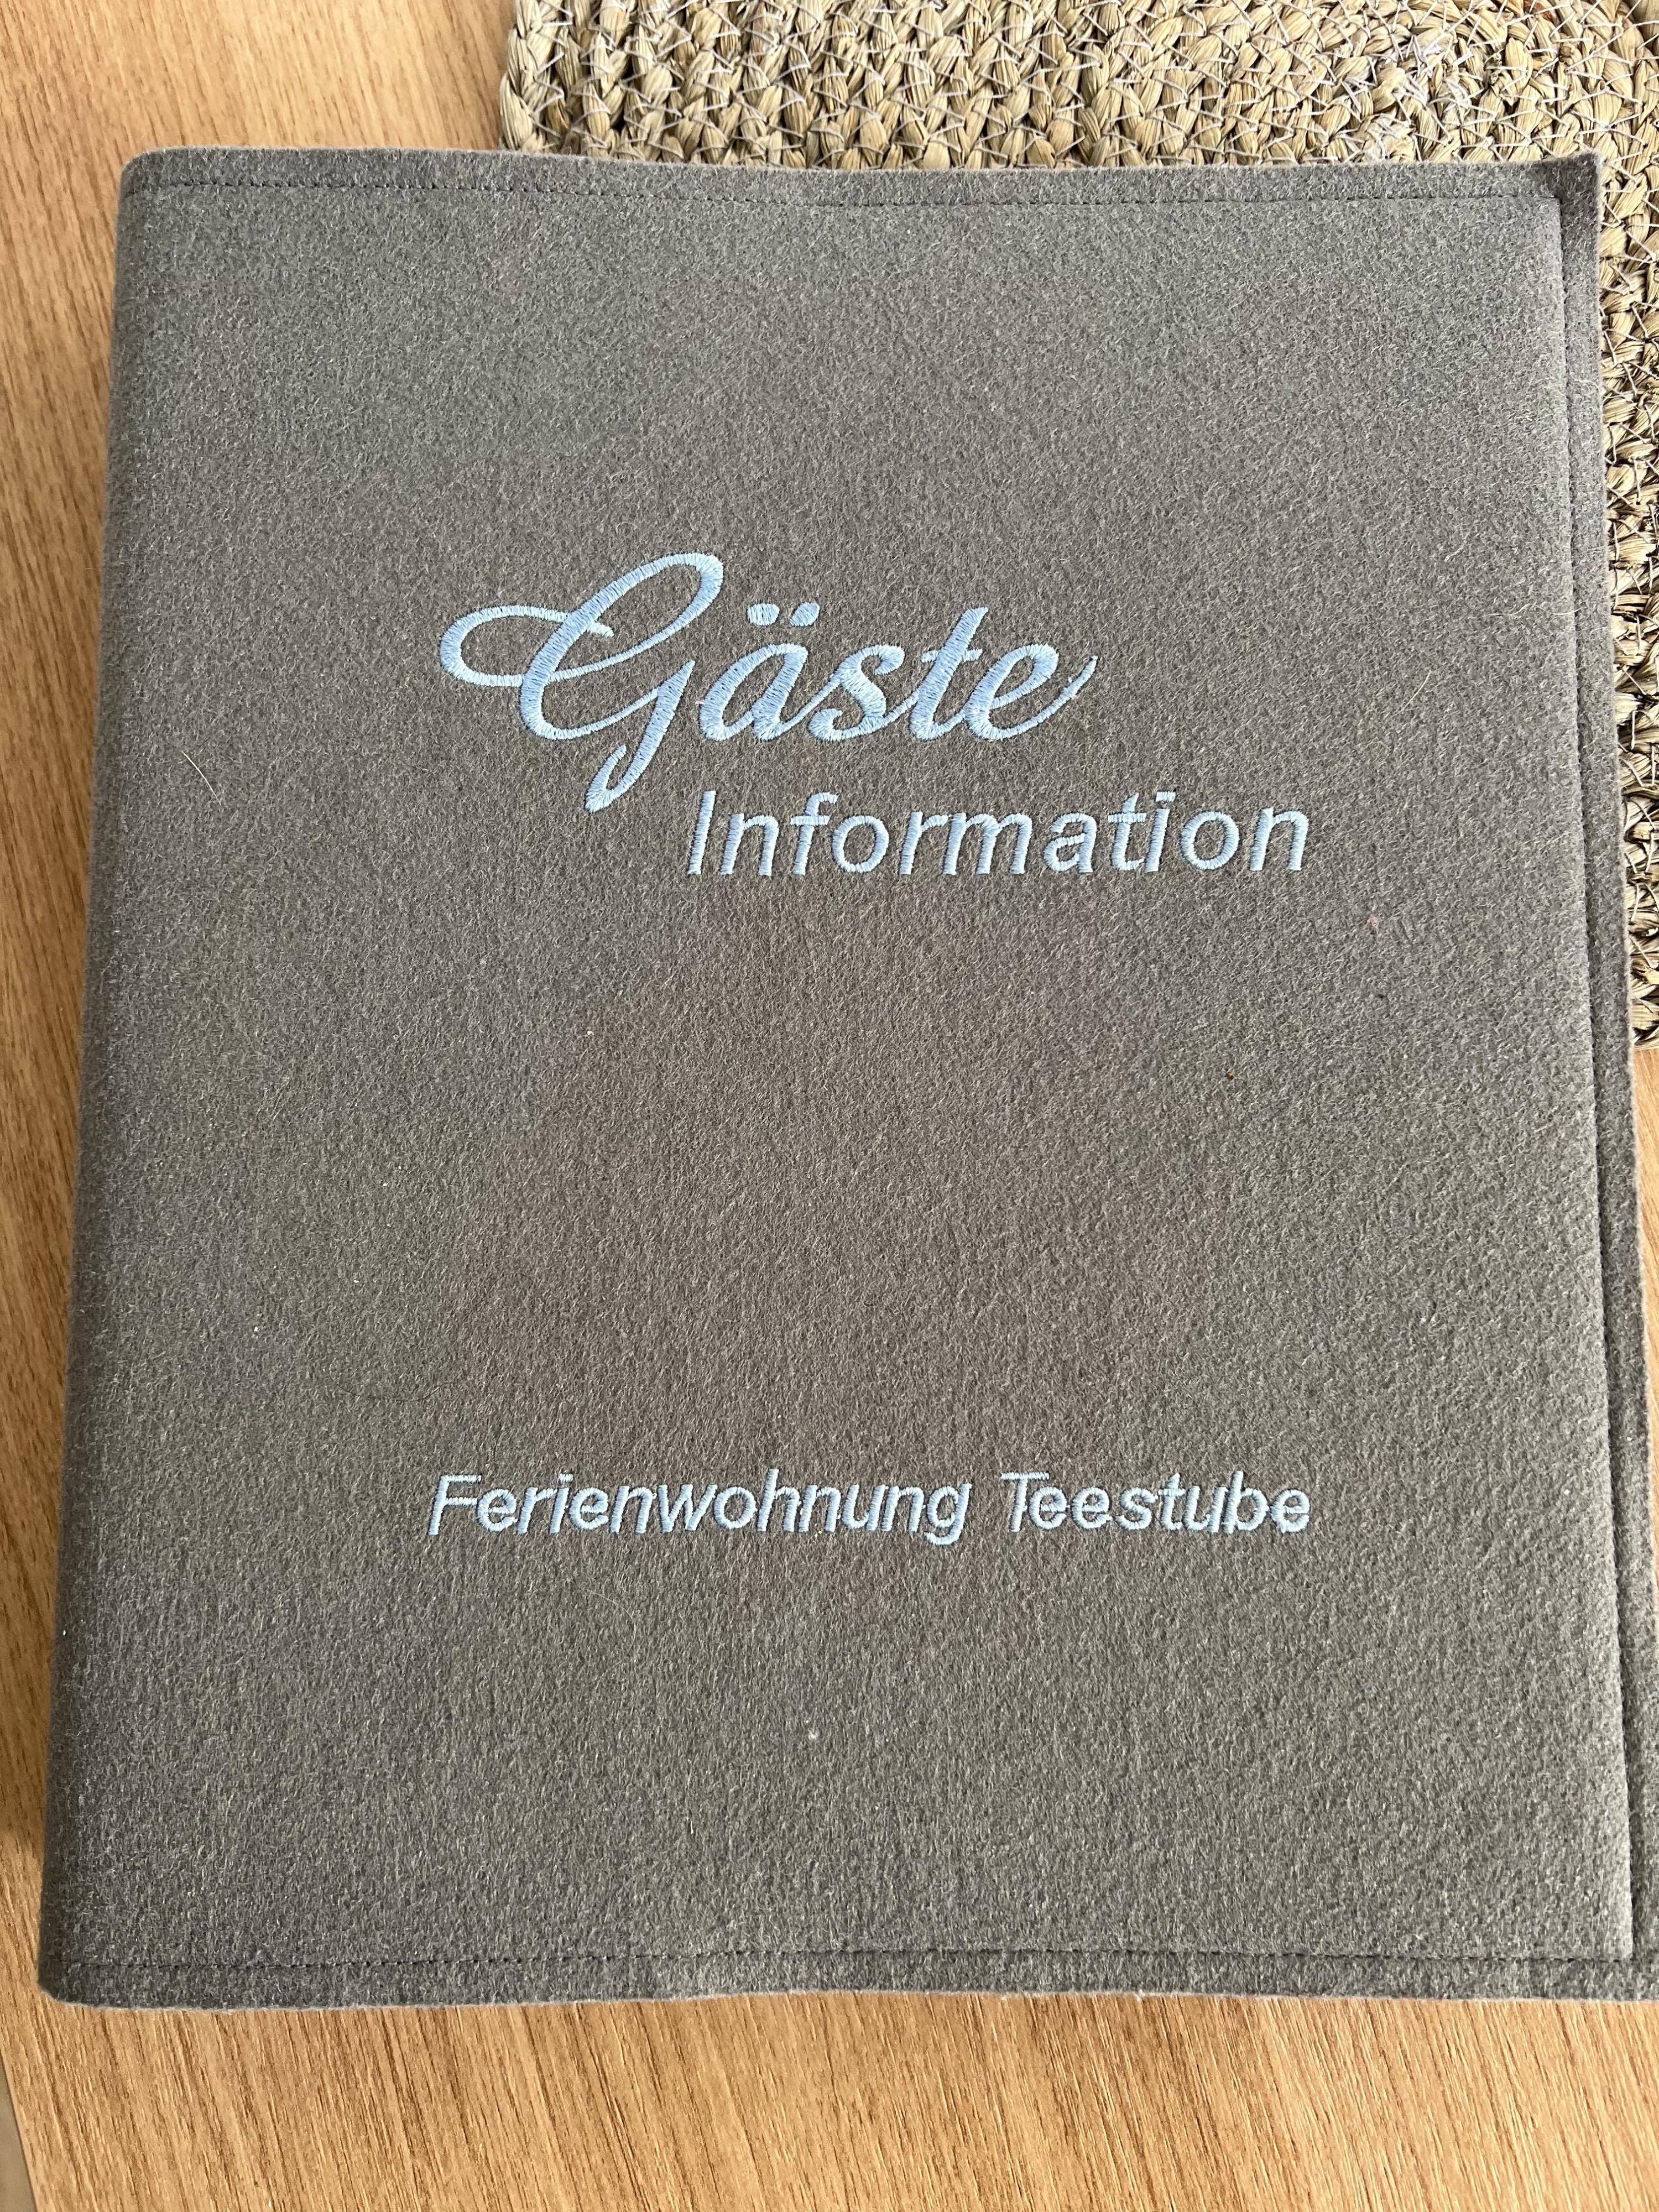 Gäste
Information
Ferienwohnung Teestube